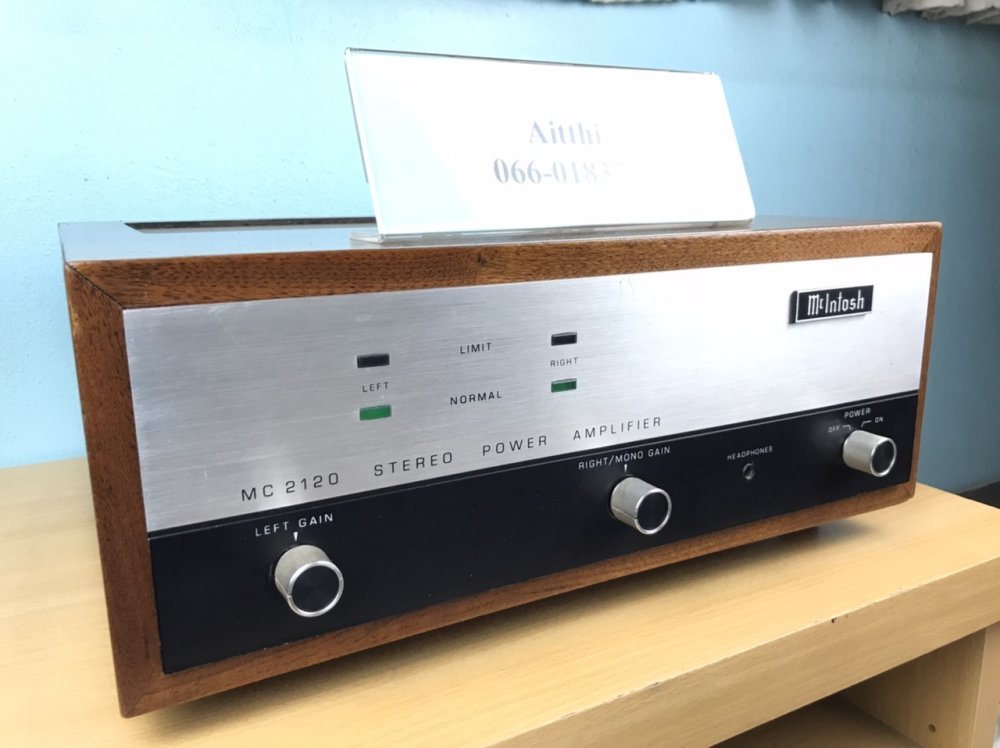 Aitthi
066-0183
McIntosh
LIMIT
LEFT
RIGHT
NORMAL
MC 2120 STEREO POWER AMPLIFIER
POWER
OFF ON
HEADPHONES
RIGHT/MONO GAIN
LEFT GAIN